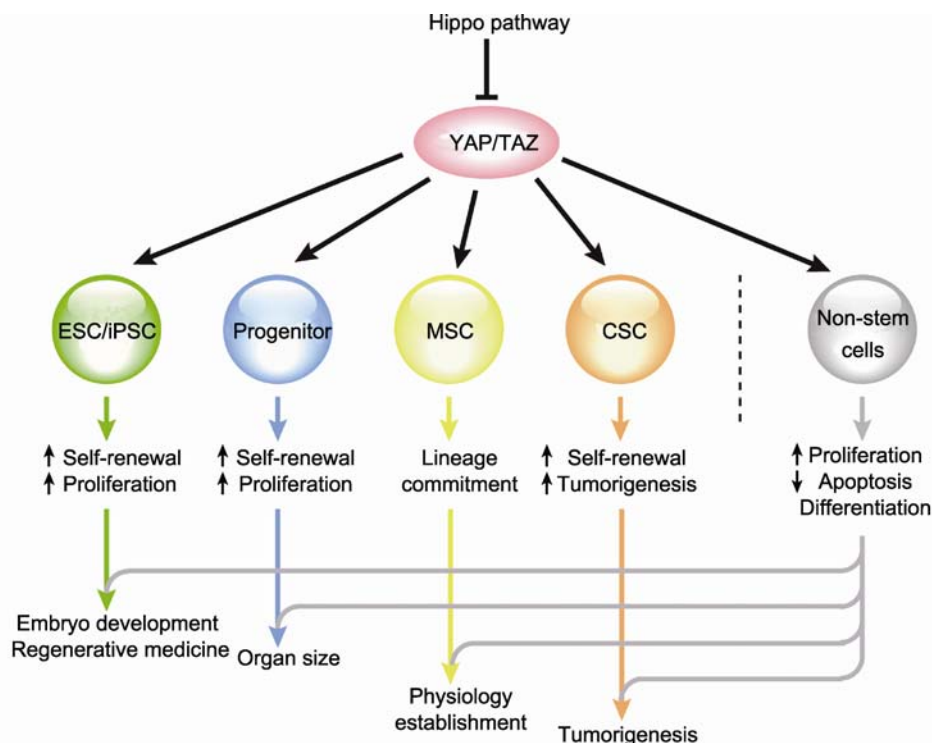 Hippo pathway
YAP/TAZ
ESC/iPSC
Progenitor
MSC
CSC
Non-stem
cells
↑ Self-renewal
↑ Proliferation
↑ Self-renewal
↑ Proliferation
Lineage
commitment
↑ Self-renewal
↑ Tumorigenesis
↑ Proliferation
↓ Apoptosis
Differentiation
Embryo development
Regenerative medicine
Organ size
Physiology
establishment
Tumorigenesis